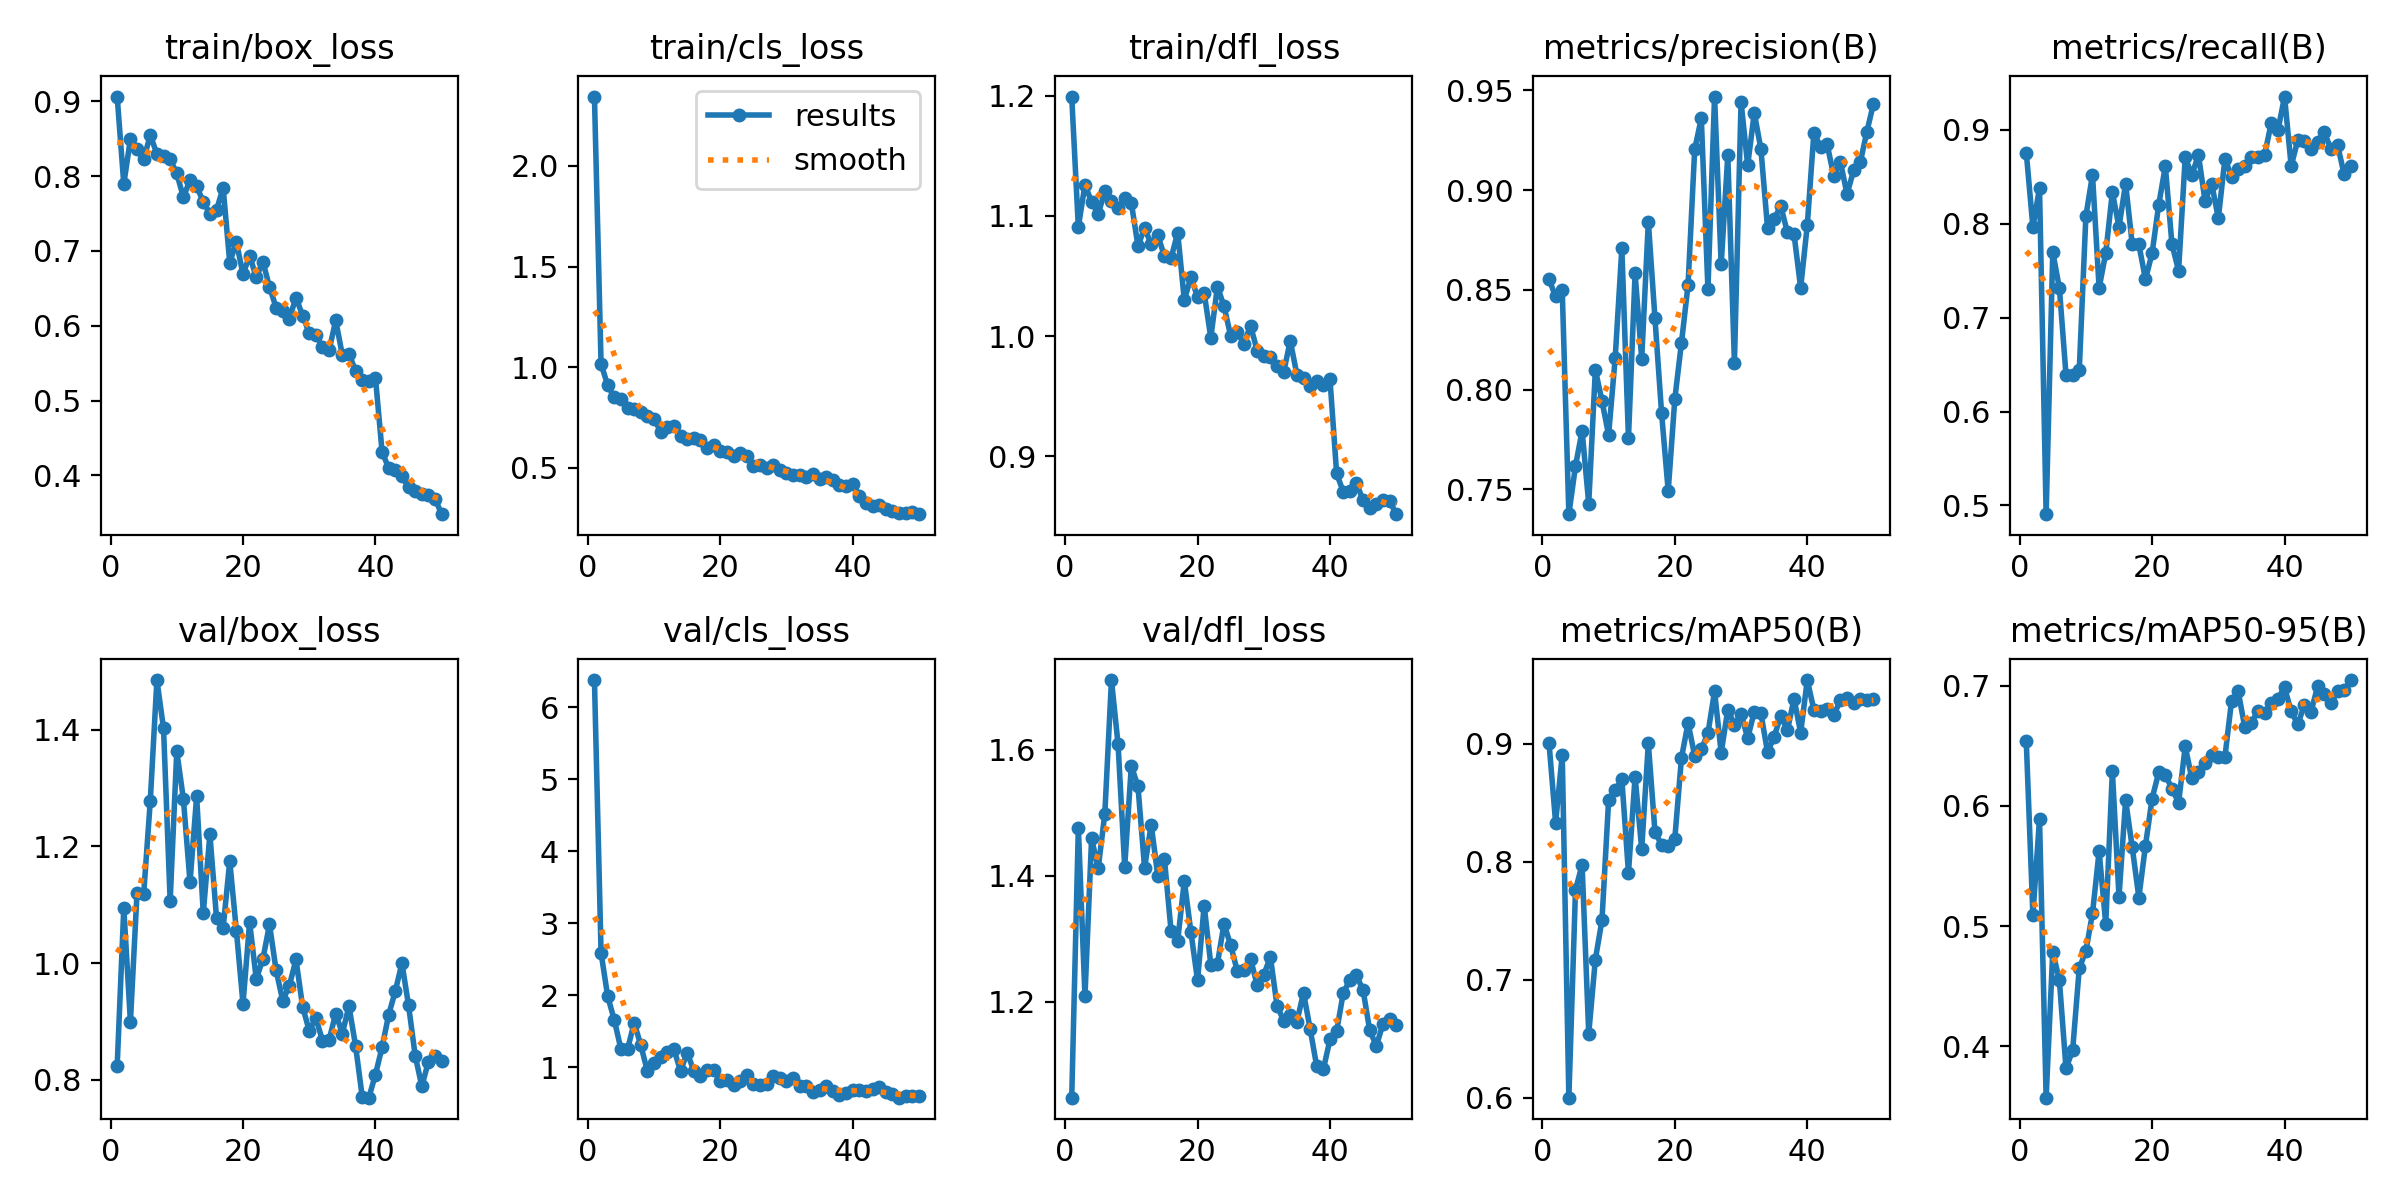 train/box_loss
0.9
0.8
0.7
0.6
0.5
0.4
0 20 40
train/cls_loss
results
smooth
2.0
1.5
1.0
0.5
0 20 40
train/dfl_loss
1.2
1.1
1.0
0.9
0 20 40
metrics/precision(B)
0.95
0.90
0.85
0.80
0.75
0 20 40
metrics/recall(B)
0.9
0.8
0.7
0.6
0.5
0 20 40
val/box_loss
1.4
1.2
1.0
0.8
0 20 40
val/cls_loss
6
5
4
3
2
1
0 20 40
val/dfl_loss
1.6
1.4
1.2
0 20 40
metrics/mAP50(B)
0.9
0.8
0.7
0.6
0 20 40
metrics/mAP50-95(B)
0.7
0.6
0.5
0.4
0 20 40